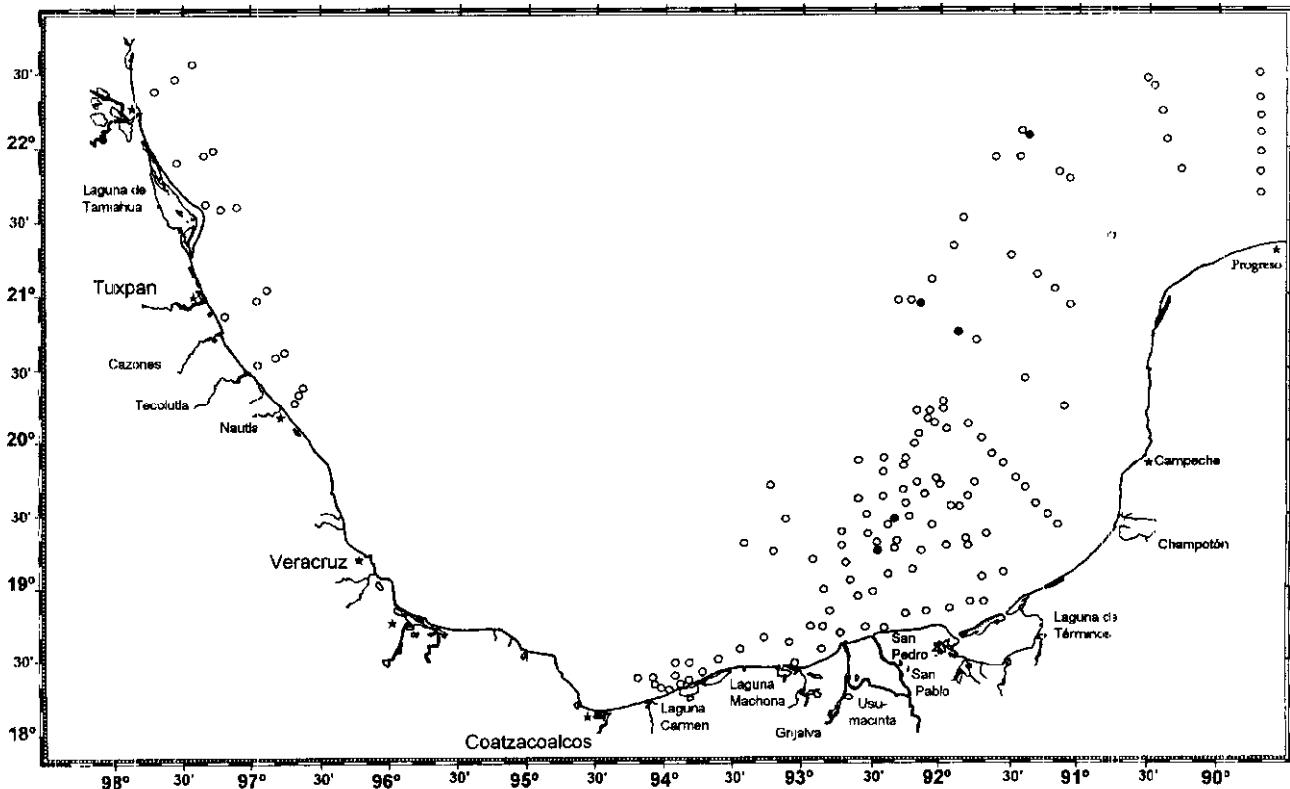 30'
22°
Laguna de
Tamiahua
30'
Progreso
Tuxpan
21°
Cazones
30'
Tecolutla
Nautla
20°
Campeche
30'
Champotón
Veracruz
19°
Laguna de
Términos
San
Pedro
30'
San
Pablo
Laguna
Machona
Laguna
Carmen
Usu-
macinta
Grijalva
18°
Coatzacoalcos
98° 30' 97° 30' 96° 30' 95° 30' 94° 30' 93° 30' 92° 30' 91° 30' 90°